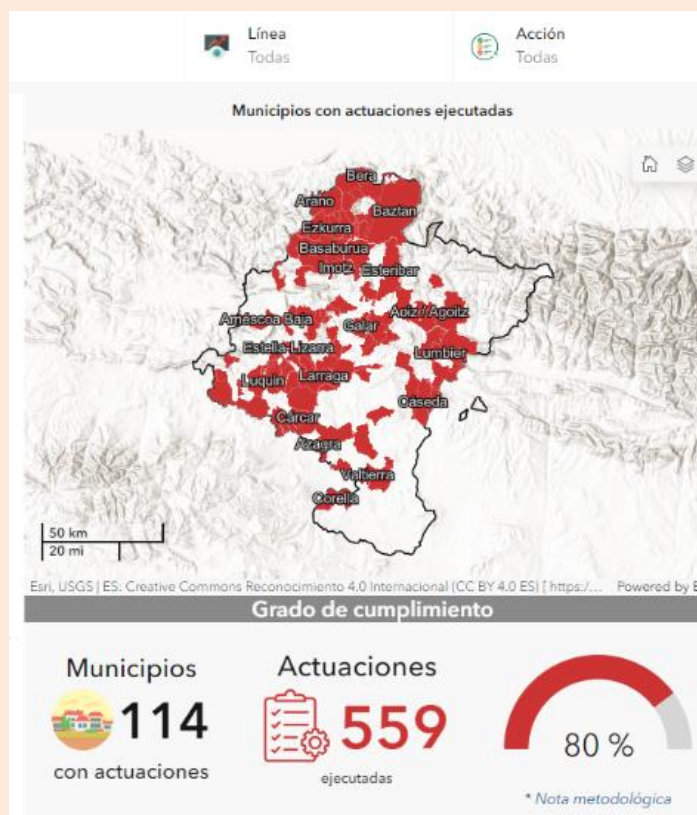 Línea
Todas
Acción
Todas
Municipios con actuaciones ejecutadas
Bera
Arano
Baztan
Ezkurra
Basaburua
Imotz
Esteribar
Améscoa Baja
Galar
Aoiz / Agoitz
Estella-Lizarra
Lumbier
Luquin
Larraga
Caseda
Cárcar
Azagra
Valtierra
Corella
50 km
20 mi
Esri, USGS | ES: Creative Commons Reconocimiento 4.0 Internacional (CC BY 4.0 ES) [ https:/... Powered by E
Grado de cumplimiento
Municipios
114
con actuaciones
Actuaciones
559
ejecutadas
80 %
* Nota metodológica